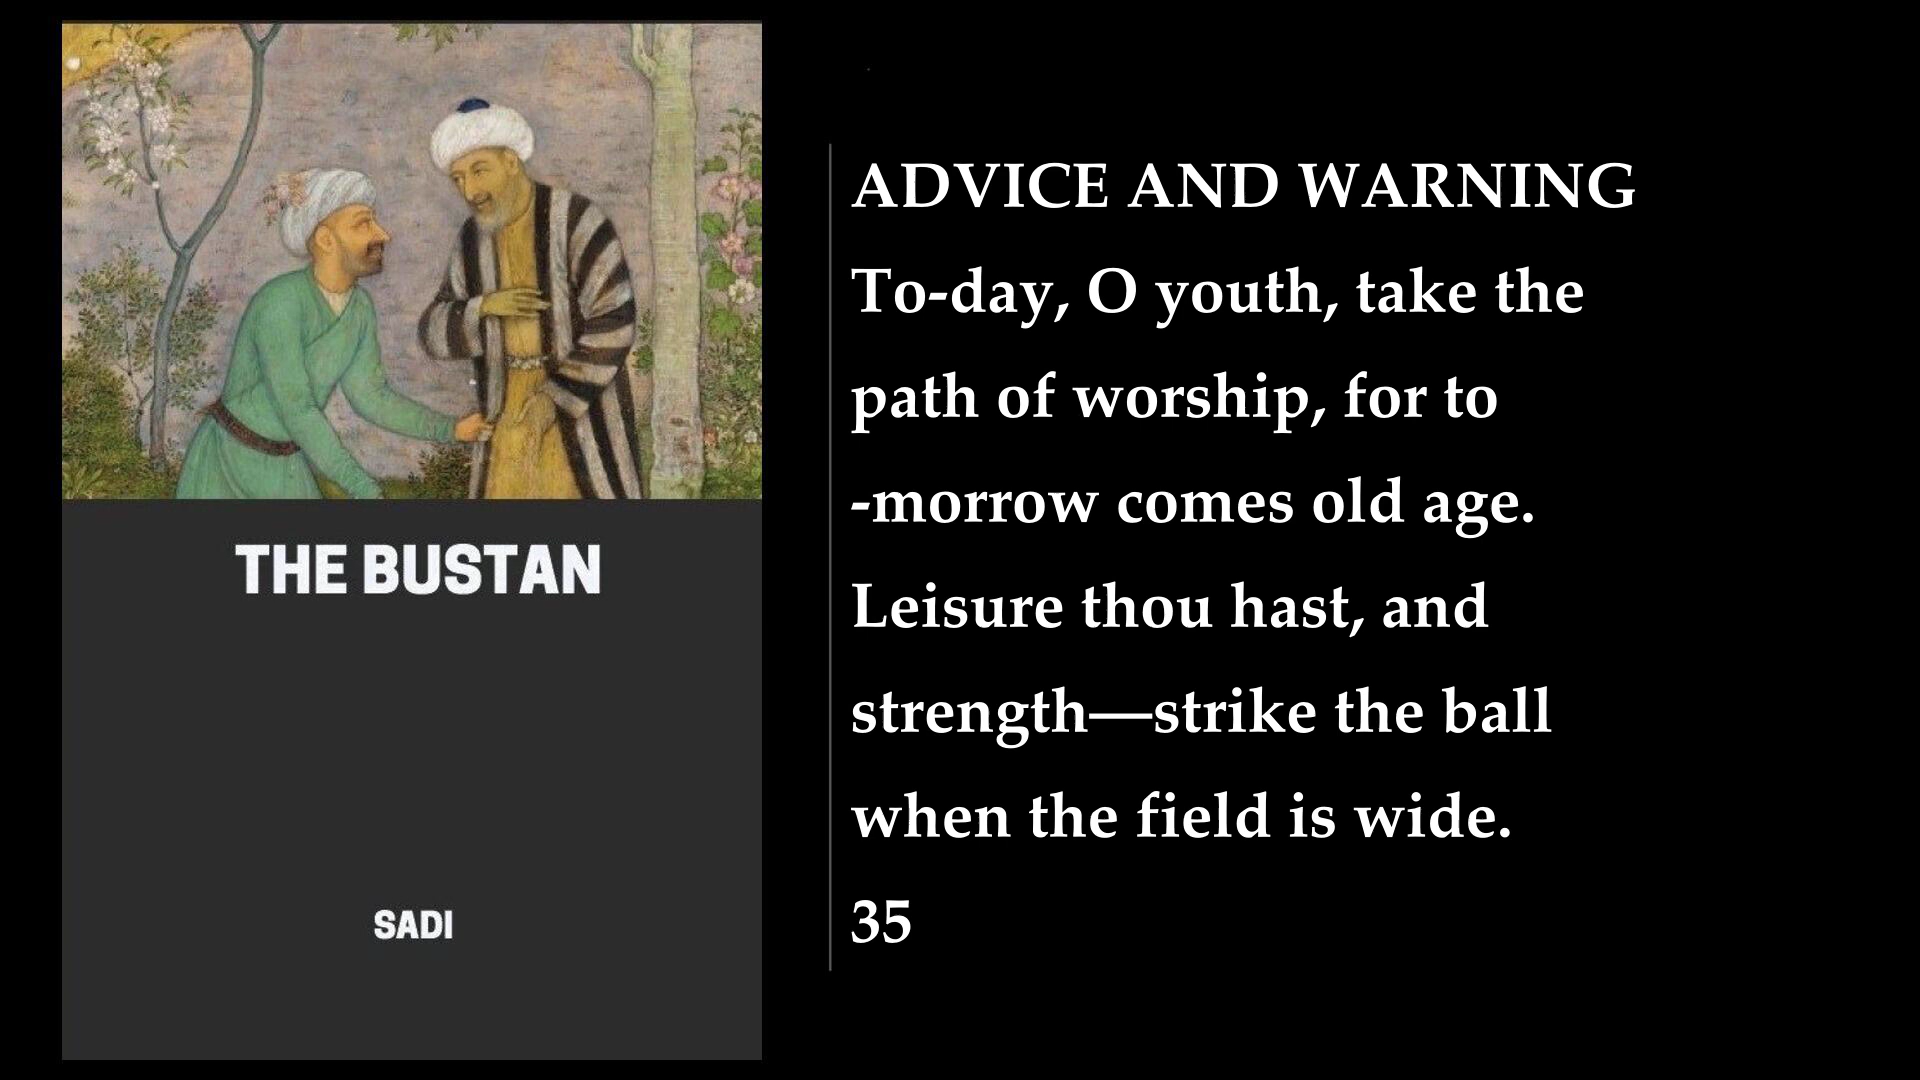 THE BUSTAN
SADI
ADVICE AND WARNING
To-day, O youth, take the
path of worship, for to
-morrow comes old age.
Leisure thou hast, and
strength—strike the ball
when the field is wide.
35